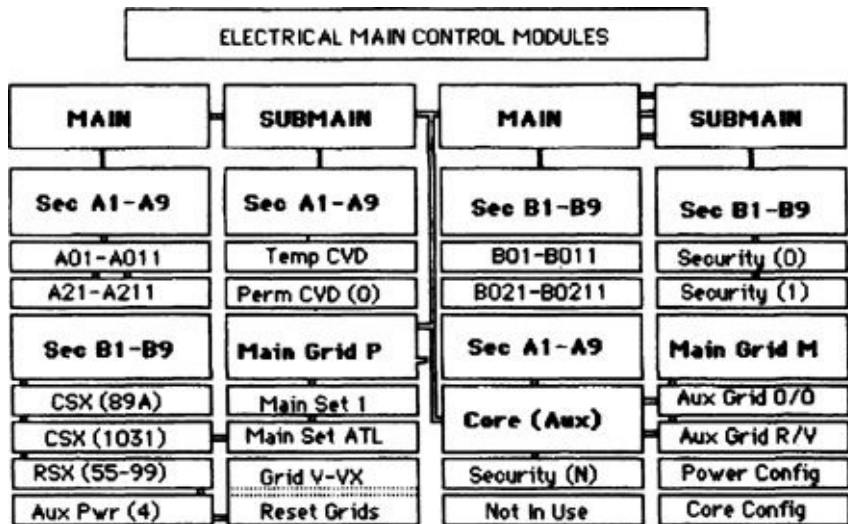 ELECTRICAL MAIN CONTROL MODULES
MAIN
SUBMAIN
MAIN
SUBMAIN
Sec A1-A9
Sec A1-A9
Sec B1-B9
Sec B1-B9
A01-A011
Temp CVD
B01-B011
Security (0)
A21-A211
Perm CVD (0)
B021-B0211
Security (1)
Sec B1-B9
Main Grid P
Sec A1-A9
Main Grid M
CSX (89A)
Main Set 1
Core (Aux)
Aux Grid 0/0
CSX (1031)
Main Set ATL
Aux Grid R/V
RSX (55-99)
Grid V-VX
Security (N)
Power Config
Aux Pwr (4)
Reset Grids
Not In Use
Core Config